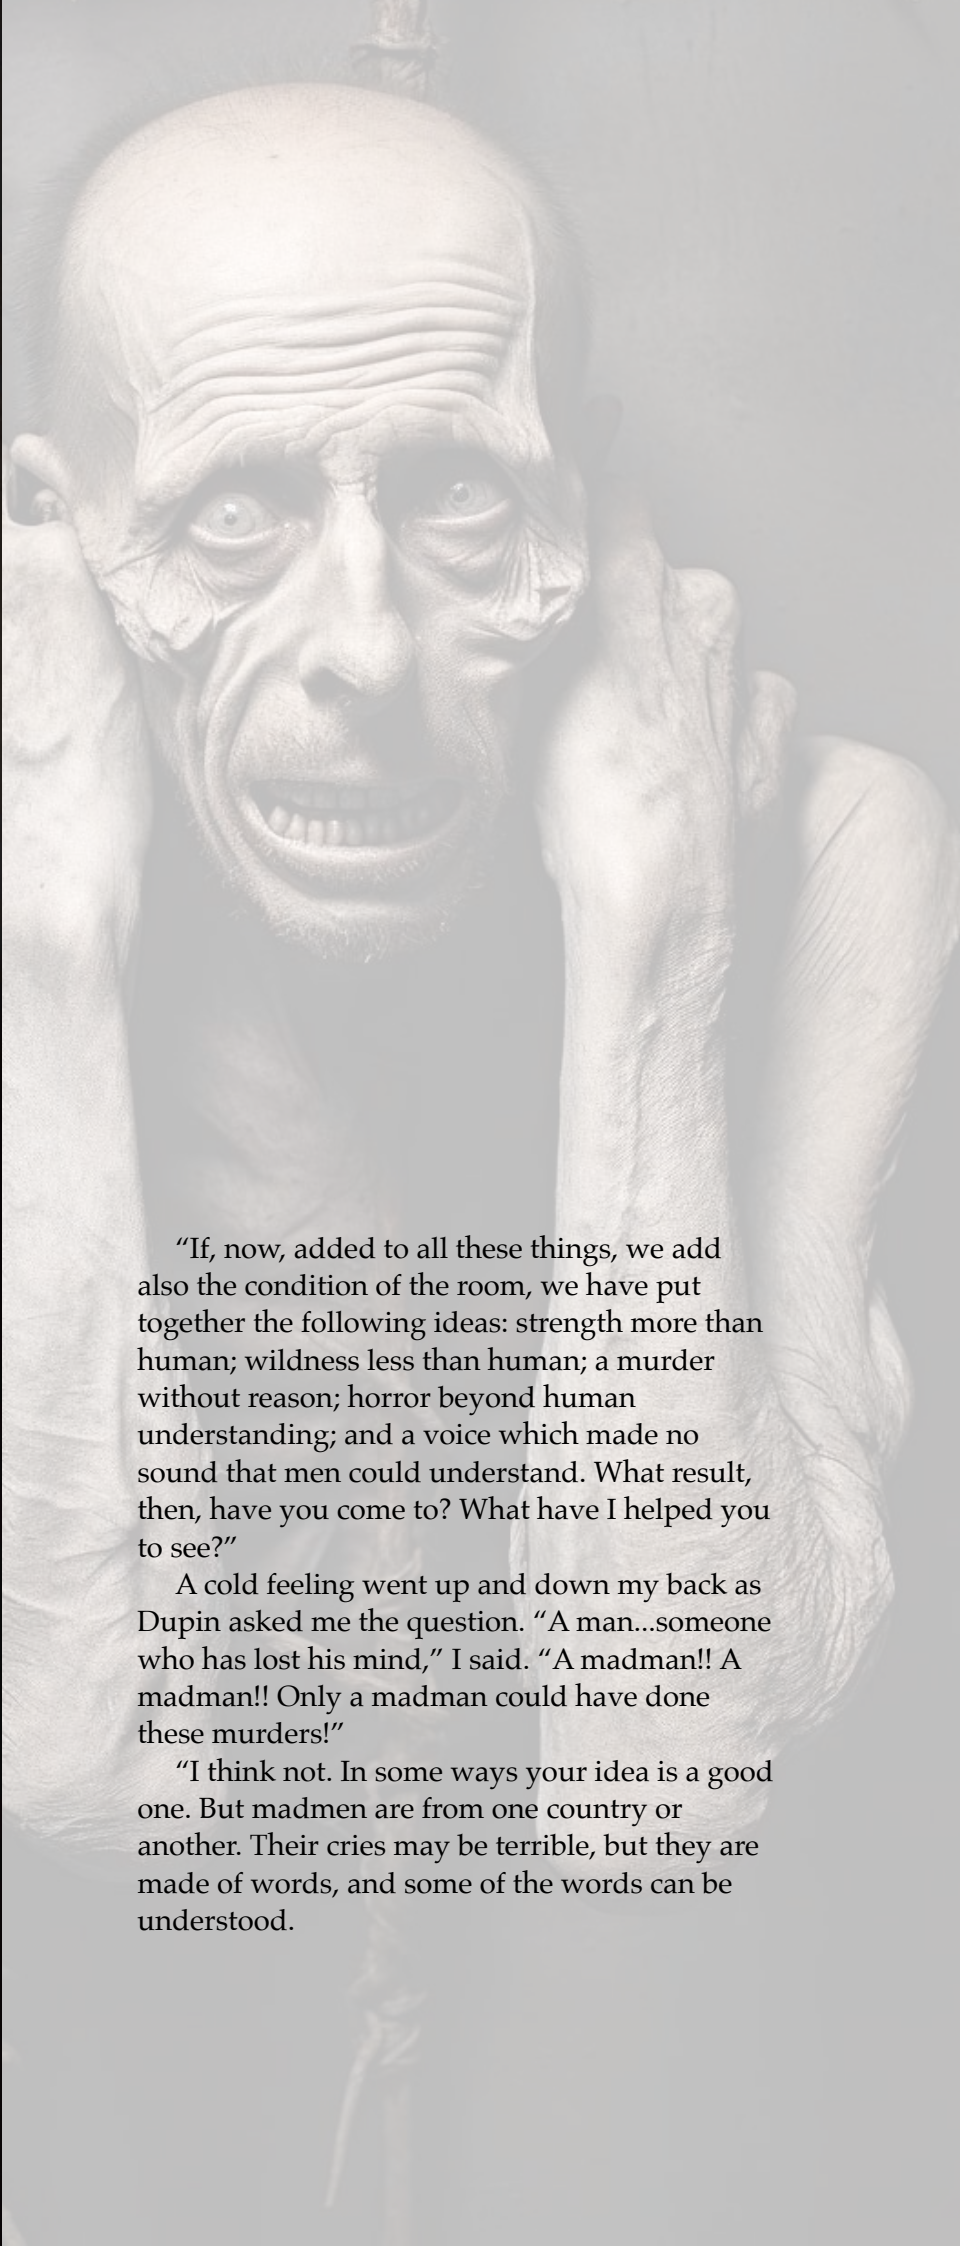 “If, now, added to all these things, we add
also the condition of the room, we have put
together the following ideas: strength more than
human; wildness less than human; a murder
without reason; horror beyond human
understanding; and a voice which made no
sound that men could understand. What result,
then, have you come to? What have I helped you
to see?”
A cold feeling went up and down my back as
Dupin asked me the question. “A man...someone
who has lost his mind,” I said. “A madman!! A
madman!! Only a madman could have done
these murders!”
“I think not. In some ways your idea is a good
one. But madmen are from one country or
another. Their cries may be terrible, but they are
made of words, and some of the words can be
understood.